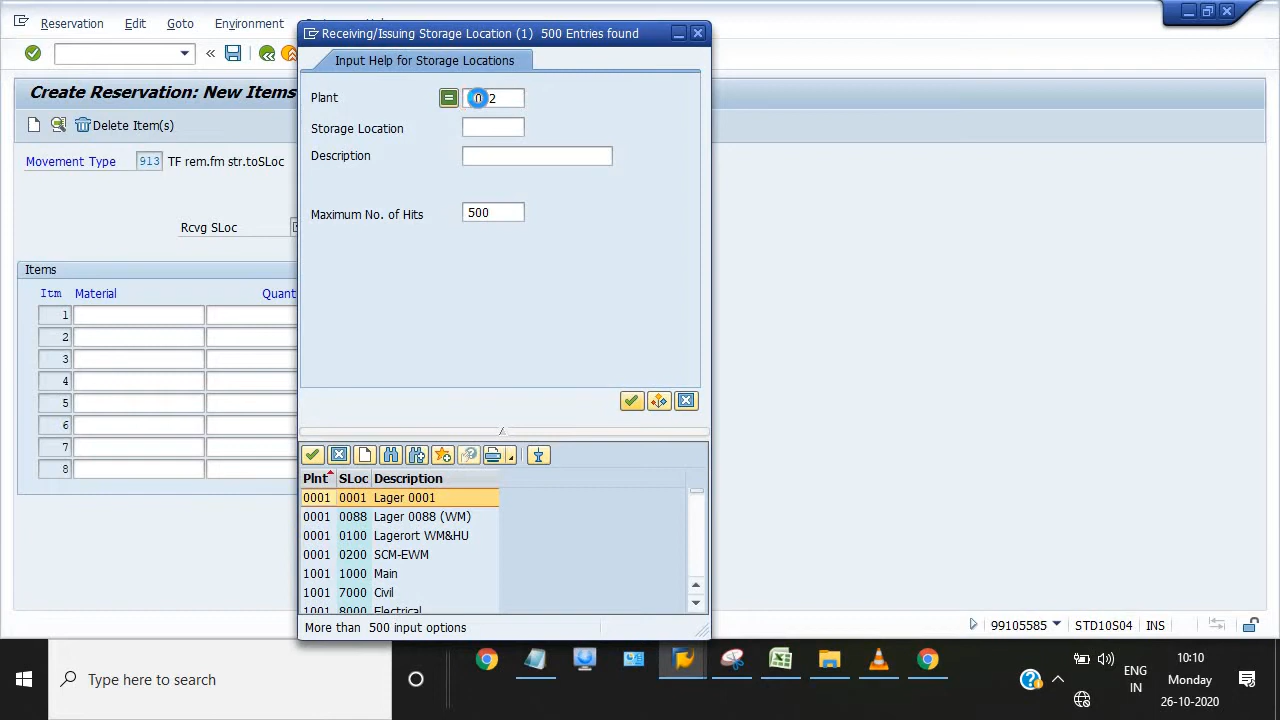 Reservation Edit Goto Environment
Receiving/Issuing Storage Location (1) 500 Entries found
Input Help for Storage Locations
Create Reservation: New Items
Plant
Delete Item(s)
Storage Location
Movement Type 913 TF rem.fm str.toSLoc
Description
Maximum No. of Hits 500
Rcvg SLoc
Items
Itm Material Quant
1
2
3
4
5
6
7
8
Plnt SLoc Description
0001 0001 Lager 0001
0001 0088 Lager 0088 (WM)
0001 0100 Lagerort WM&HU
0001 0200 SCM-EWM
1001 1000 Main
1001 7000 Civil
1001 8000 Electrical
More than 500 input options
99105585 STD10S04 INS
Type here to search
ENG
IN
10:10
Monday
26-10-2020